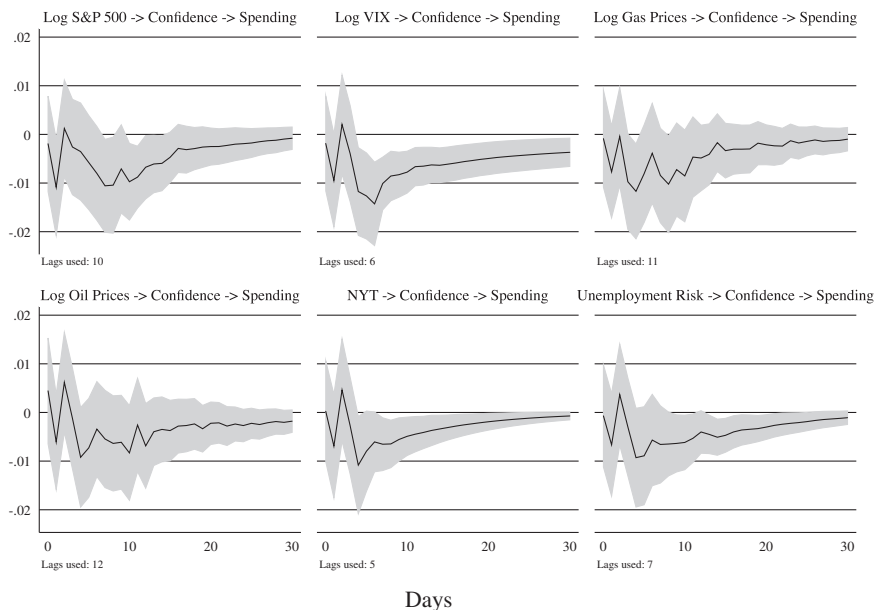 Log S&P 500 -> Confidence -> Spending
Log VIX -> Confidence -> Spending
Log Gas Prices -> Confidence -> Spending
.02
.01
0
-.01
-.02
Lags used: 10
Lags used: 6
Lags used: 11
Log Oil Prices -> Confidence -> Spending
NYT -> Confidence -> Spending
Unemployment Risk -> Confidence -> Spending
.02
.01
0
-.01
-.02
0 10 20 30
0 10 20 30
0 10 20 30
Lags used: 12
Lags used: 5
Lags used: 7
Days